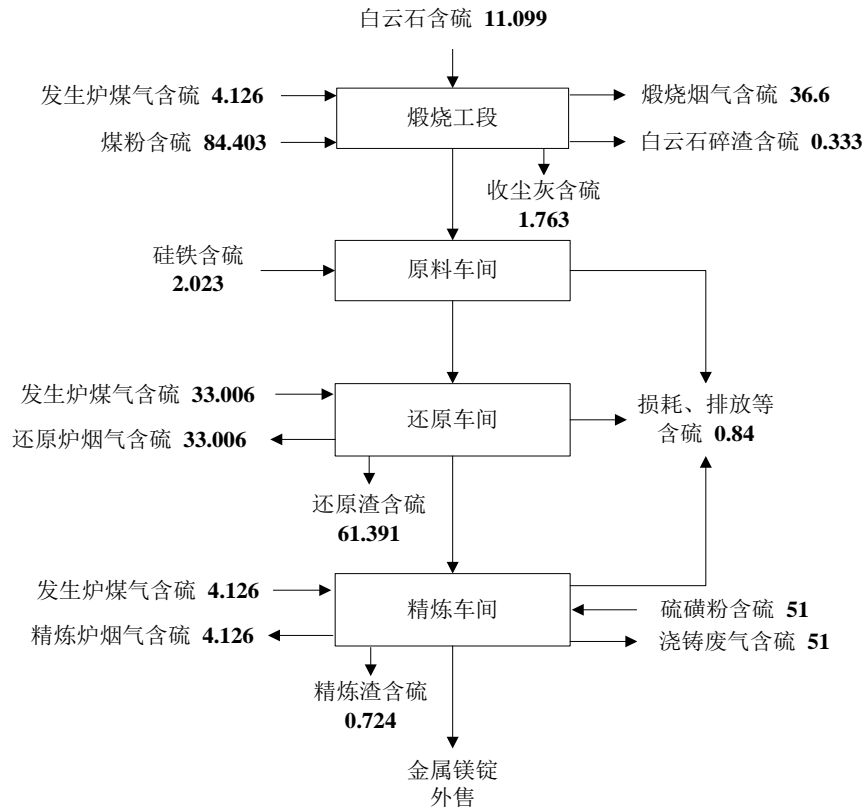 白云石含硫 11.099
发生炉煤气含硫 4.126
煅烧烟气含硫 36.6
煅烧工段
煤粉含硫 84.403
白云石碎渣含硫 0.333
收尘灰含硫
1.763
硅铁含硫
2.023
原料车间
发生炉煤气含硫 33.006
还原车间
损耗、排放等
含硫 0.84
还原炉烟气含硫 33.006
还原渣含硫
61.391
发生炉煤气含硫 4.126
精炼车间
硫磺粉含硫 51
精炼炉烟气含硫 4.126
浇铸废气含硫 51
精炼渣含硫
0.724
金属镁锭
外售